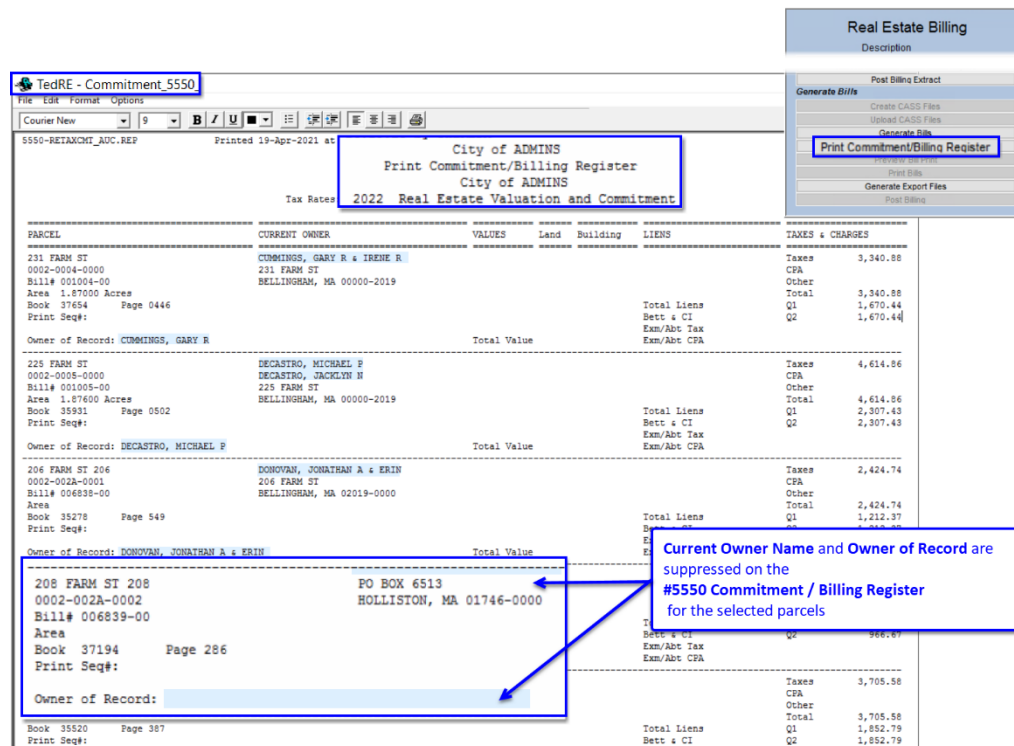 Real Estate Billing
Description
Post Billing Extract
Generate Bills
Create CASS Files
Upload CASS Files
Generate Bills
Print Commitment/Billing Register
Preview Bill Print
Print Bills
Generate Export Files
Post Billing
TedRE - Commitment_5550_
File Edit Format Options
Courier New 9 B I U
5550-RETAXCMT_AUC.REP Printed 19-Apr-2021 at
City of ADMINS
Print Commitment/Billing Register
City of ADMINS
Tax Rates 2022 Real Estate Valuation and Commitment
PARCEL CURRENT OWNER VALUES Land Building LIENS TAXES & CHARGES
231 FARM ST CUMMINGS, GARY R & IRENE R Taxes 3,340.88
0002-0004-0000 231 FARM ST CPA
Bill# 001004-00 BELLINGHAM, MA 00000-2019 Other
Area 1.87000 Acres Total 3,340.88
Book 37654 Page 0446 Total Liens Q1 1,670.44
Print Seq#: Bett & CI Q2 1,670.44
Exm/Abt Tax
Owner of Record: CUMMINGS, GARY R Total Value Exm/Abt CPA
225 FARM ST DECASTRO, MICHAEL P Taxes 4,614.86
0002-0005-0000 DECASTRO, JACKLYN N CPA
Bill# 001005-00 225 FARM ST Other
Area 1.87600 Acres BELLINGHAM, MA 00000-2019 Total 4,614.86
Book 35931 Page 0502 Total Liens Q1 2,307.43
Print Seq#: Bett & CI Q2 2,307.43
Exm/Abt Tax
Owner of Record: DECASTRO, MICHAEL P Total Value Exm/Abt CPA
206 FARM ST 206 DONOVAN, JONATHAN A & ERIN Taxes 2,424.74
0002-002A-0001 206 FARM ST CPA
Bill# 006838-00 BELLINGHAM, MA 02019-0000 Other
Area Total 2,424.74
Book 35278 Page 549 Total Liens Q1 1,212.37
Print Seq#:
Owner of Record: DONOVAN, JONATHAN A & ERIN Total Value
208 FARM ST 208 PO BOX 6513
0002-002A-0002 HOLLISTON, MA 01746-0000
Bill# 006839-00
Area
Book 37194 Page 286
Print Seq#:
Owner of Record:
Current Owner Name and Owner of Record are
suppressed on the
#5550 Commitment / Billing Register
for the selected parcels
Bett & CI Q2 966.67
Exm/Abt Tax
Exm/Abt CPA
Taxes 3,705.58
CPA
Other
Total 3,705.58
Book 35520 Page 387 Total Liens Q1 1,852.79
Print Seq#: Bett & CI Q2 1,852.79